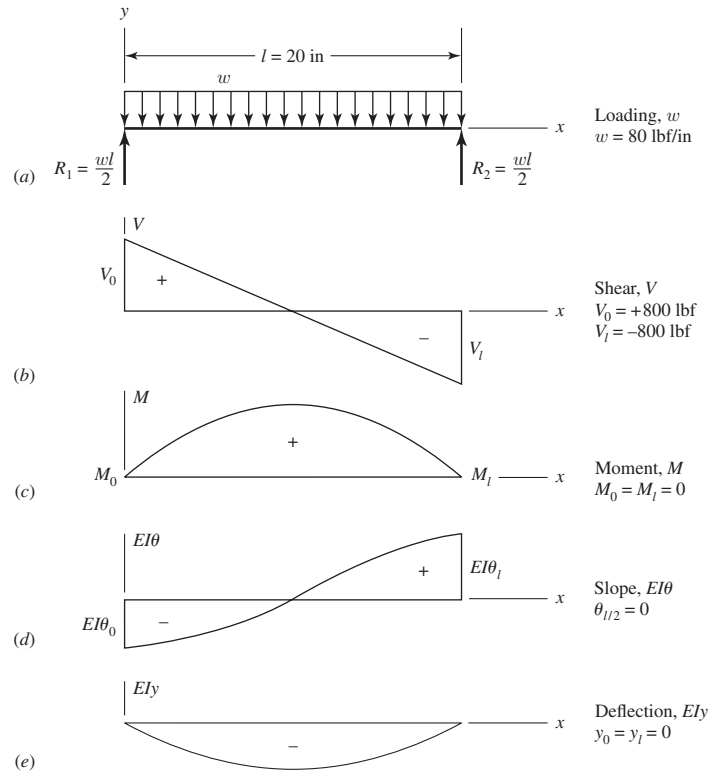 y
l = 20 in
w
x
Loading, w
w = 80 lbf/in
(a)
R₁ = wl/2
R₂ = wl/2
V
V₀
+
x
–
Vₗ
Shear, V
V₀ = +800 lbf
Vₗ = –800 lbf
(b)
M
+
M₀
Mₗ
x
Moment, M
M₀ = Mₗ = 0
(c)
EIθ
+
EIθₗ
x
Slope, EIθ
θ_{l/2} = 0
EIθ₀
–
(d)
EIy
x
Deflection, EIy
y₀ = yₗ = 0
–
(e)